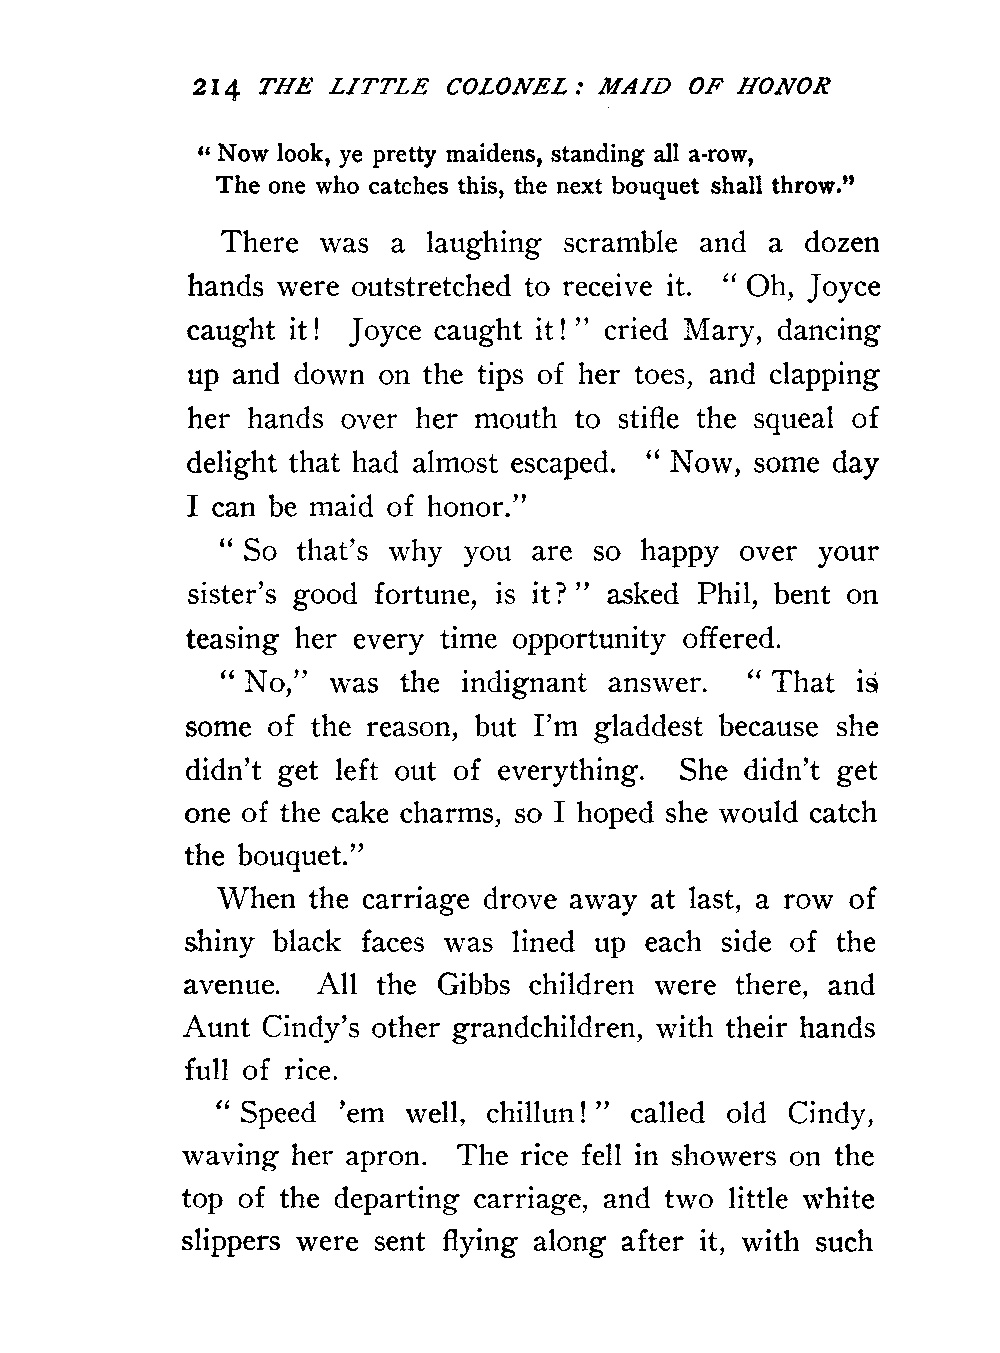 214 THE LITTLE COLONEL: MAID OF HONOR
“ Now look, ye pretty maidens, standing all a-row,
The one who catches this, the next bouquet shall throw.”
There was a laughing scramble and a dozen
hands were outstretched to receive it. “ Oh, Joyce
caught it! Joyce caught it! ” cried Mary, dancing
up and down on the tips of her toes, and clapping
her hands over her mouth to stifle the squeal of
delight that had almost escaped. “ Now, some day
I can be maid of honor.”
“ So that’s why you are so happy over your
sister’s good fortune, is it? ” asked Phil, bent on
teasing her every time opportunity offered.
“ No,” was the indignant answer. “ That is
some of the reason, but I’m gladdest because she
didn’t get left out of everything. She didn’t get
one of the cake charms, so I hoped she would catch
the bouquet.”
When the carriage drove away at last, a row of
shiny black faces was lined up each side of the
avenue. All the Gibbs children were there, and
Aunt Cindy’s other grandchildren, with their hands
full of rice.
“ Speed ’em well, chillun! ” called old Cindy,
waving her apron. The rice fell in showers on the
top of the departing carriage, and two little white
slippers were sent flying along after it, with such